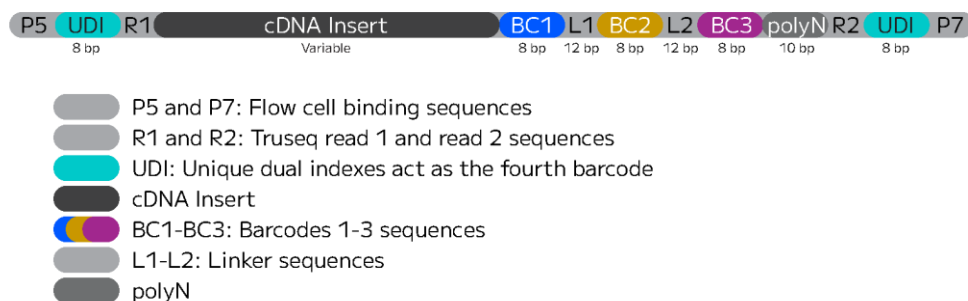 P5 UDI R1 cDNA Insert BC1 L1 BC2 L2 BC3 polyN R2 UDI P7
8 bp Variable 8 bp 12 bp 8 bp 12 bp 8 bp 10 bp 8 bp
P5 and P7: Flow cell binding sequences
R1 and R2: Truseq read 1 and read 2 sequences
UDI: Unique dual indexes act as the fourth barcode
cDNA Insert
BC1-BC3: Barcodes 1-3 sequences
L1-L2: Linker sequences
polyN